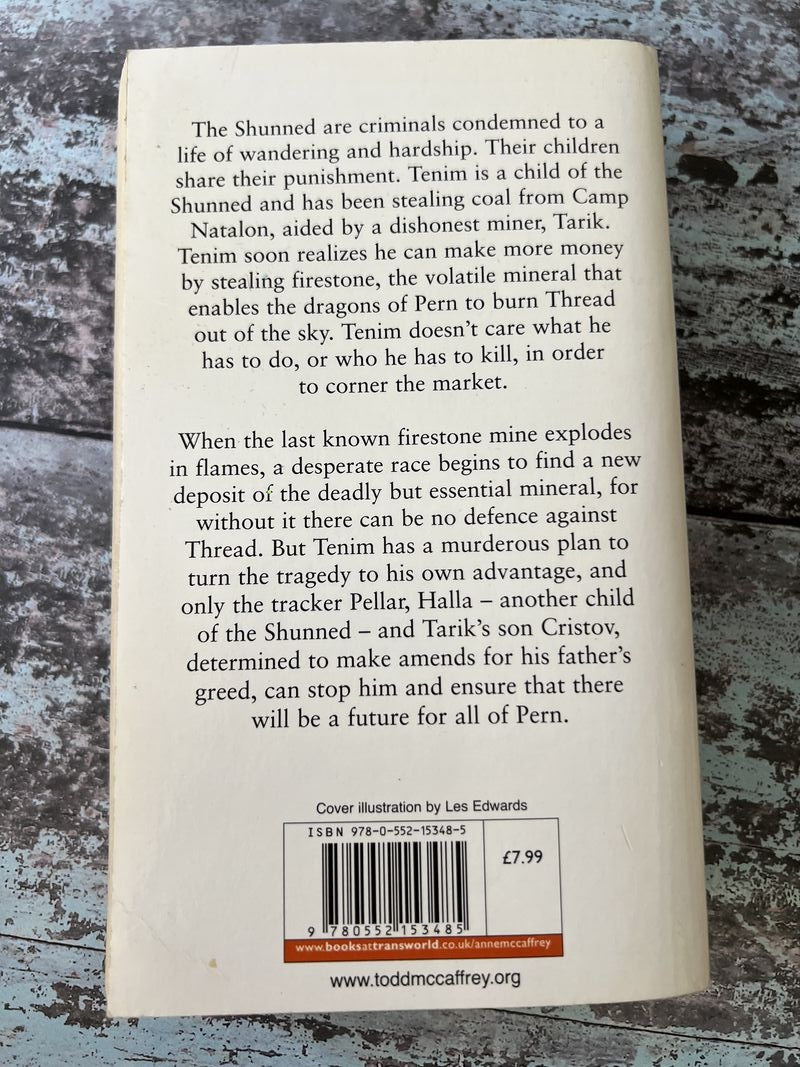 The Shunned are criminals condemned to a
life of wandering and hardship. Their children
share their punishment. Tenim is a child of the
Shunned and has been stealing coal from Camp
Natalon, aided by a dishonest miner, Tarik.
Tenim soon realizes he can make more money
by stealing firestone, the volatile mineral that
enables the dragons of Pern to burn Thread
out of the sky. Tenim doesn't care what he
has to do, or who he has to kill, in order
to corner the market.
When the last known firestone mine explodes
in flames, a desperate race begins to find a new
deposit of the deadly but essential mineral, for
without it there can be no defence against
Thread. But Tenim has a murderous plan to
turn the tragedy to his own advantage, and
only the tracker Pellar, Halla – another child
of the Shunned – and Tarik's son Cristov,
determined to make amends for his father's
greed, can stop him and ensure that there
will be a future for all of Pern.
Cover illustration by Les Edwards
ISBN 978-0-552-15348-5
£7.99
9 780552 153485
www.booksattransworld.co.uk/annemccaffrey
www.toddmccaffrey.org